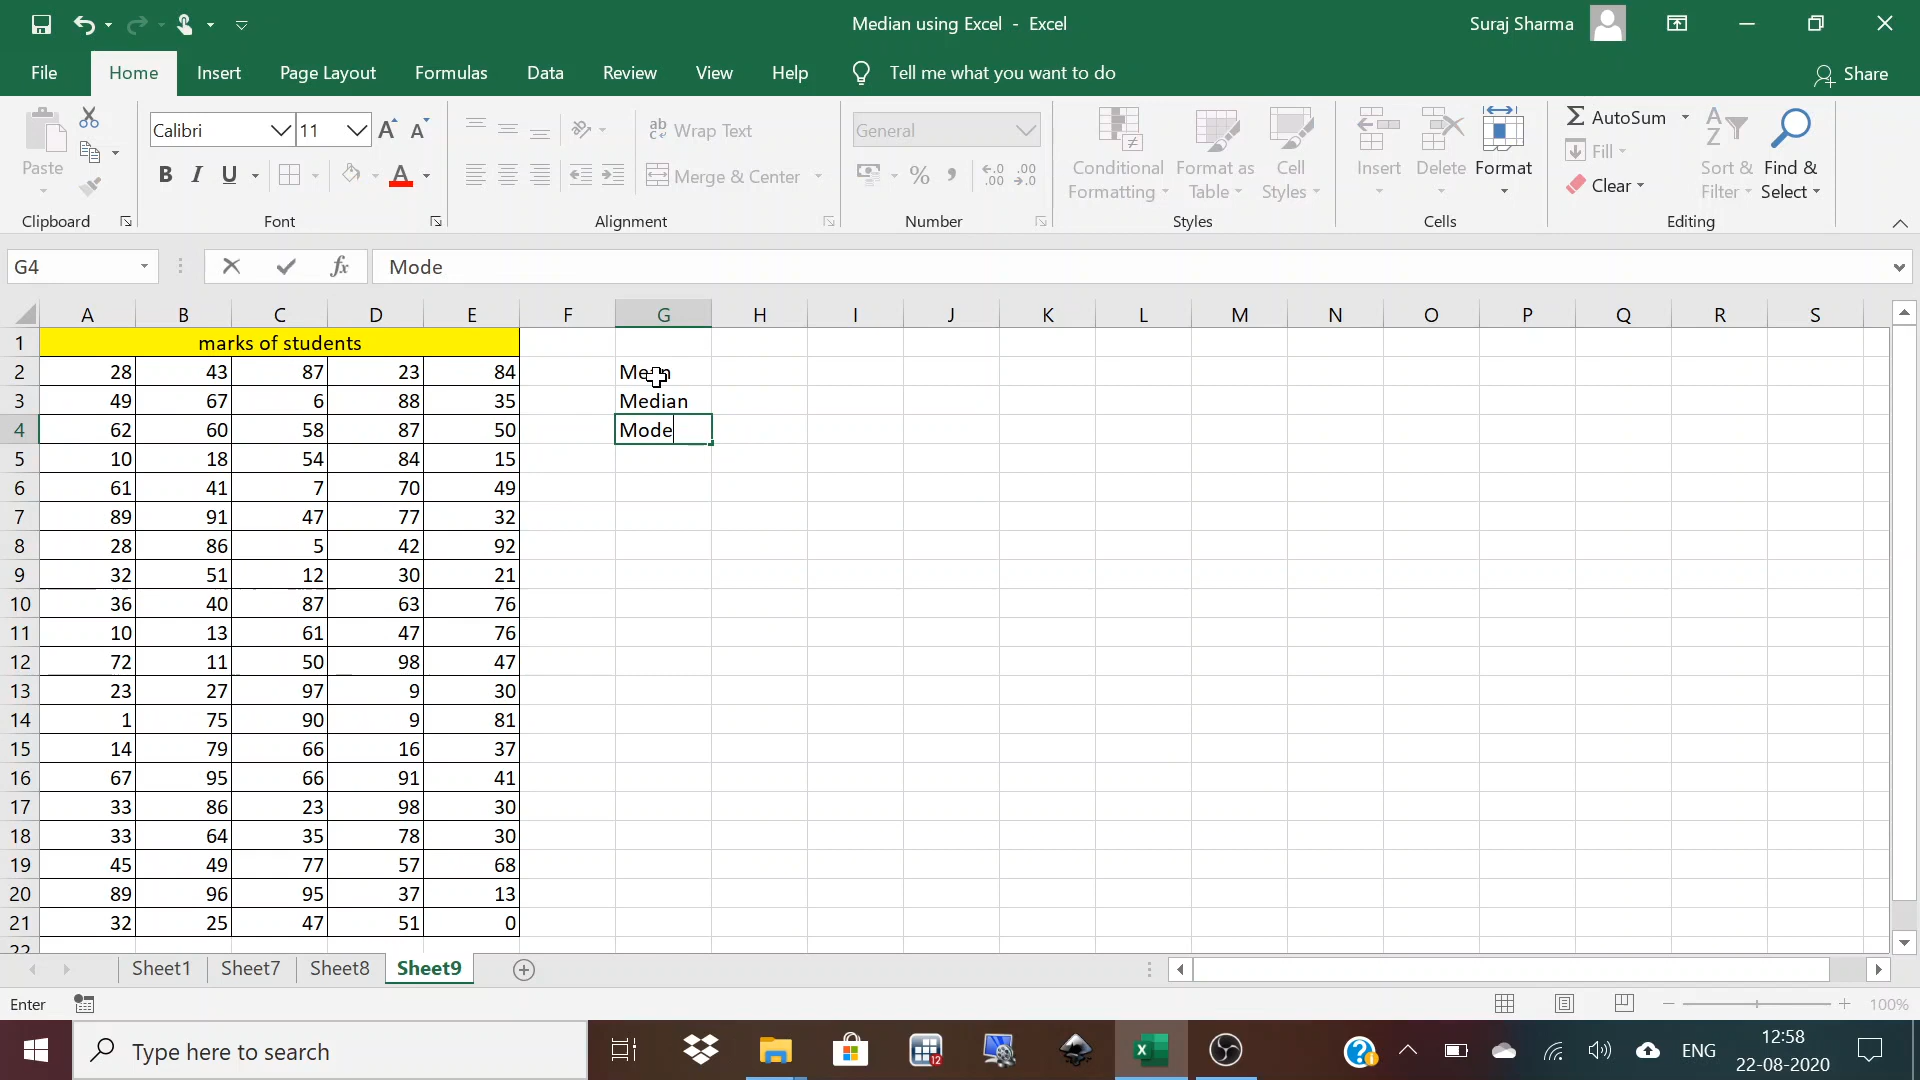 Median using Excel - Excel
Suraj Sharma
File Home Insert Page Layout Formulas Data Review View Help Tell me what you want to do Share
Calibri 11 ab Wrap Text General AutoSum
Paste Conditional Format as Cell Insert Delete Format Fill Sort & Find &
B I U A Merge & Center % Formatting Table Styles Clear Filter Select
Clipboard Font Alignment Number Styles Cells Editing
G4 fx Mode
A B C D E F G H I J K L M N O P Q R S
1 marks of students
2 28 43 87 23 84
3 49 67 6 88 35 Median
4 62 60 58 87 50 Mode
5 10 18 54 84 15
6 61 41 7 70 49
7 89 91 47 77 32
8 28 86 5 42 92
9 32 51 12 30 21
10 36 40 87 63 76
11 10 13 61 47 76
12 72 11 50 98 47
13 23 27 97 9 30
14 1 75 90 9 81
15 14 79 66 16 37
16 67 95 66 91 41
17 33 86 23 98 30
18 33 64 35 78 30
19 45 49 77 57 68
20 89 96 95 37 13
21 32 25 47 51 0
22
Sheet1 Sheet7 Sheet8 Sheet9
Enter 100%
Type here to search ENG 12:58
22-08-2020